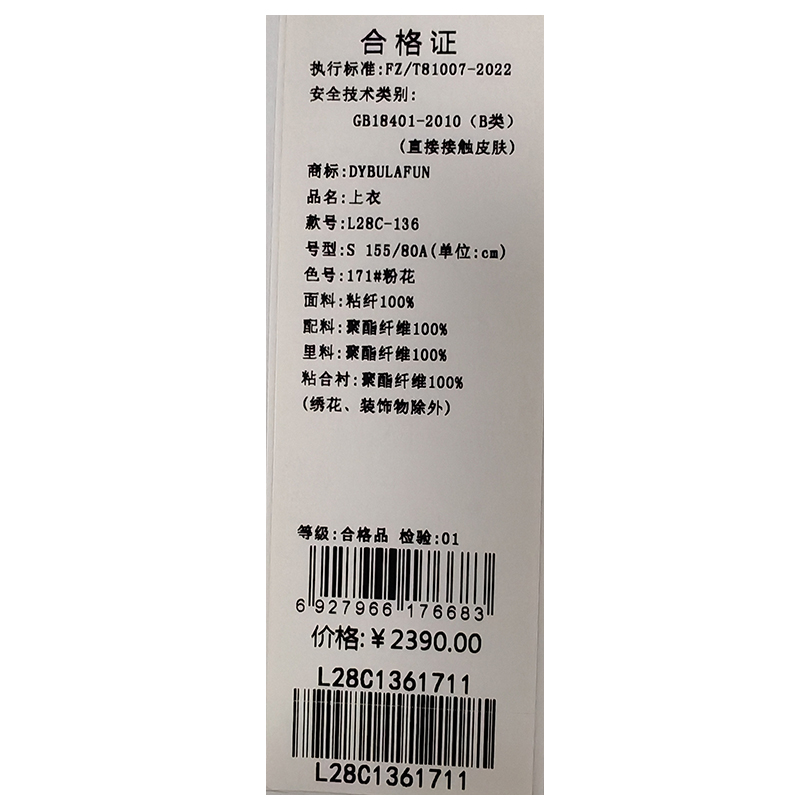 合格证
执行标准:FZ/T81007-2022
安全技术类别:
GB18401-2010（B类）
(直接接触皮肤)
商标:DYBULAFUN
品名:上衣
款号:L28C-136
号型:S 155/80A(单位:cm)
色号:171#粉花
面料:粘纤100%
配料:聚酯纤维100%
里料:聚酯纤维100%
粘合衬:聚酯纤维100%
(绣花、装饰物除外)
等级:合格品 检验:01
6 927966 176683
价格:￥2390.00
L28C1361711
L28C1361711